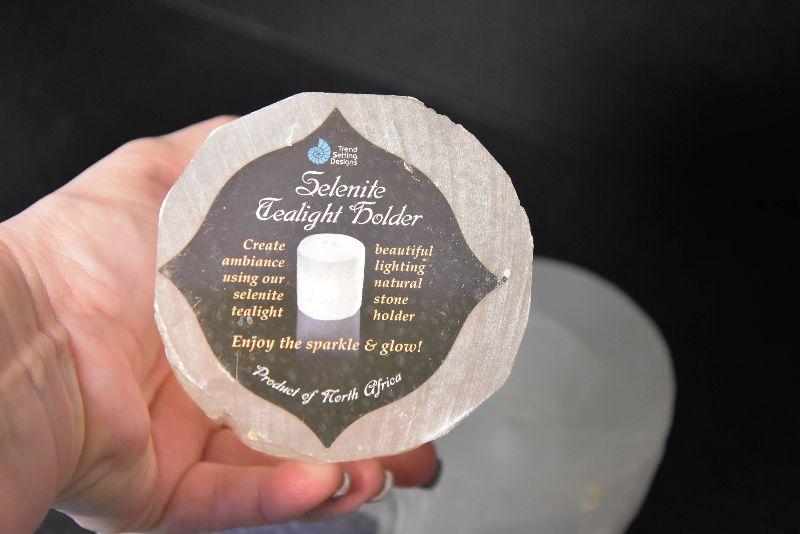 Trend
Setting
Designs
Selenite
Tealight Holder
Create beautiful
ambiance lighting
using our natural
selenite stone
tealight holder
Enjoy the sparkle & glow!
Product of North Africa